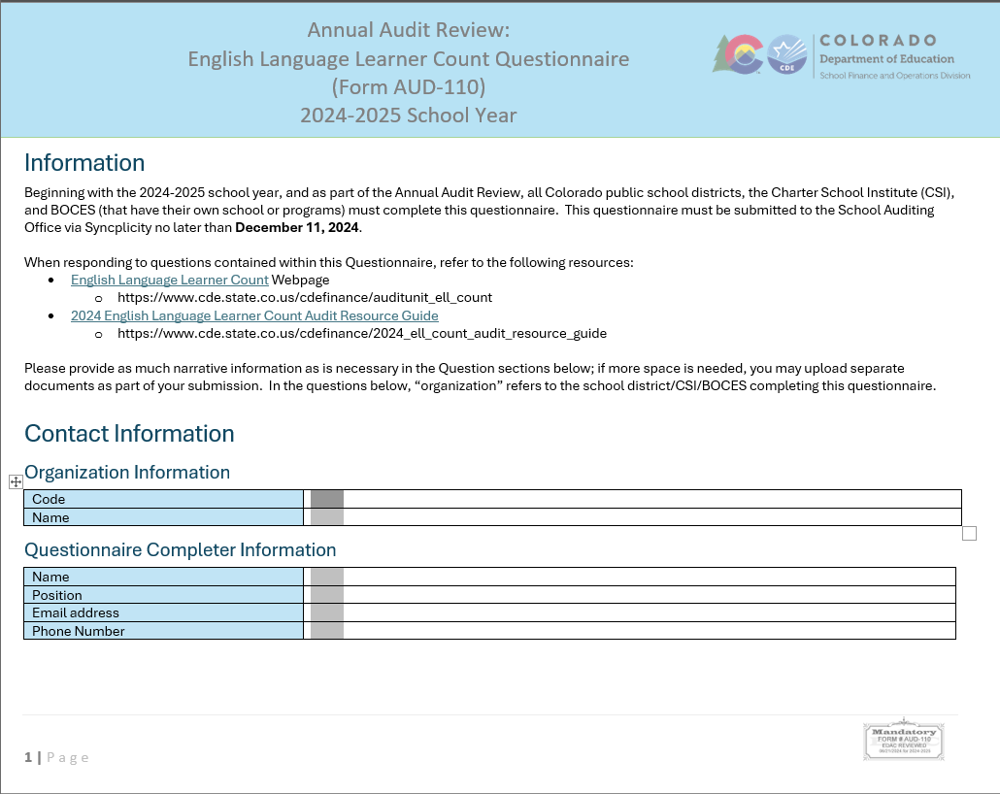 Annual Audit Review:
English Language Learner Count Questionnaire
(Form AUD-110)
2024-2025 School Year
CDE
COLORADO
Department of Education
School Finance and Operations Division
Information
Beginning with the 2024-2025 school year, and as part of the Annual Audit Review, all Colorado public school districts, the Charter School Institute (CSI),
and BOCES (that have their own school or programs) must complete this questionnaire.  This questionnaire must be submitted to the School Auditing
Office via Syncplicity no later than December 11, 2024.
When responding to questions contained within this Questionnaire, refer to the following resources:
• English Language Learner Count Webpage
o https://www.cde.state.co.us/cdefinance/auditunit_ell_count
• 2024 English Language Learner Count Audit Resource Guide
o https://www.cde.state.co.us/cdefinance/2024_ell_count_audit_resource_guide
Please provide as much narrative information as is necessary in the Question sections below; if more space is needed, you may upload separate
documents as part of your submission.  In the questions below, “organization” refers to the school district/CSI/BOCES completing this questionnaire.
Contact Information
Organization Information
Code
Name
Questionnaire Completer Information
Name
Position
Email address
Phone Number
1 | Page
Mandatory
FORM # AUD-110
EDAC REVIEWED
06/21/2024 for 2024-2025